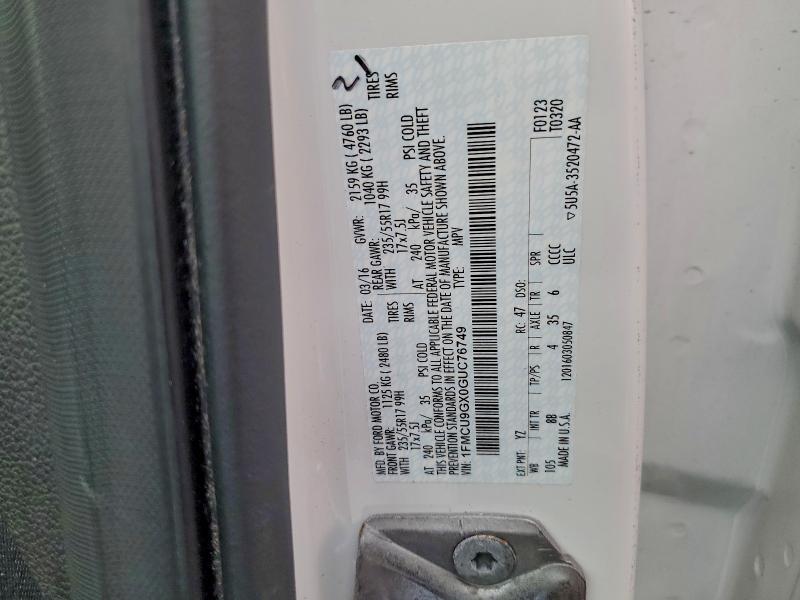 21
MFD. BY FORD MOTOR CO. DATE: 03/16 GVWR: 2159 KG ( 4760 LB)
FRONT GAWR: 1125 KG ( 2480 LB) REAR GAWR: 1040 KG ( 2293 LB)
WITH 235/55R17 99H TIRES WITH 235/55R17 99H TIRES
17x7.5J RIMS 17x7.5J RIMS
AT 240 kPa/ 35 PSI COLD AT 240 kPa/ 35 PSI COLD
THIS VEHICLE CONFORMS TO ALL APPLICABLE FEDERAL MOTOR VEHICLE SAFETY AND THEFT
PREVENTION STANDARDS IN EFFECT ON THE DATE OF MANUFACTURE SHOWN ABOVE.
VIN: 1FMCU9GX0GUC76749 TYPE: MPV
F0123
T0320
EXT PNT: YZ RC: 47 DSO:
WB INT TR TP/PS R AXLE TR SPR
105 BB 4 35 6 CCCC
MADE IN U.S.A. 1201603050847 ULC
▽ 5U5A-3520472-AA